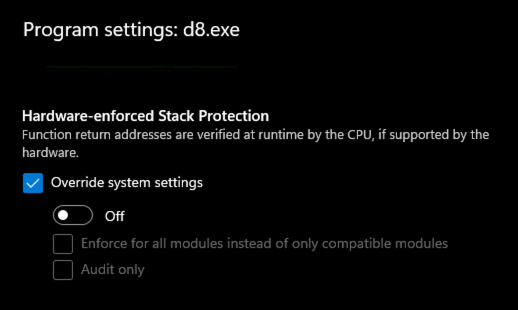 Program settings: d8.exe
Hardware-enforced Stack Protection
Function return addresses are verified at runtime by the CPU, if supported by the
hardware.
Override system settings
Off
Enforce for all modules instead of only compatible modules
Audit only